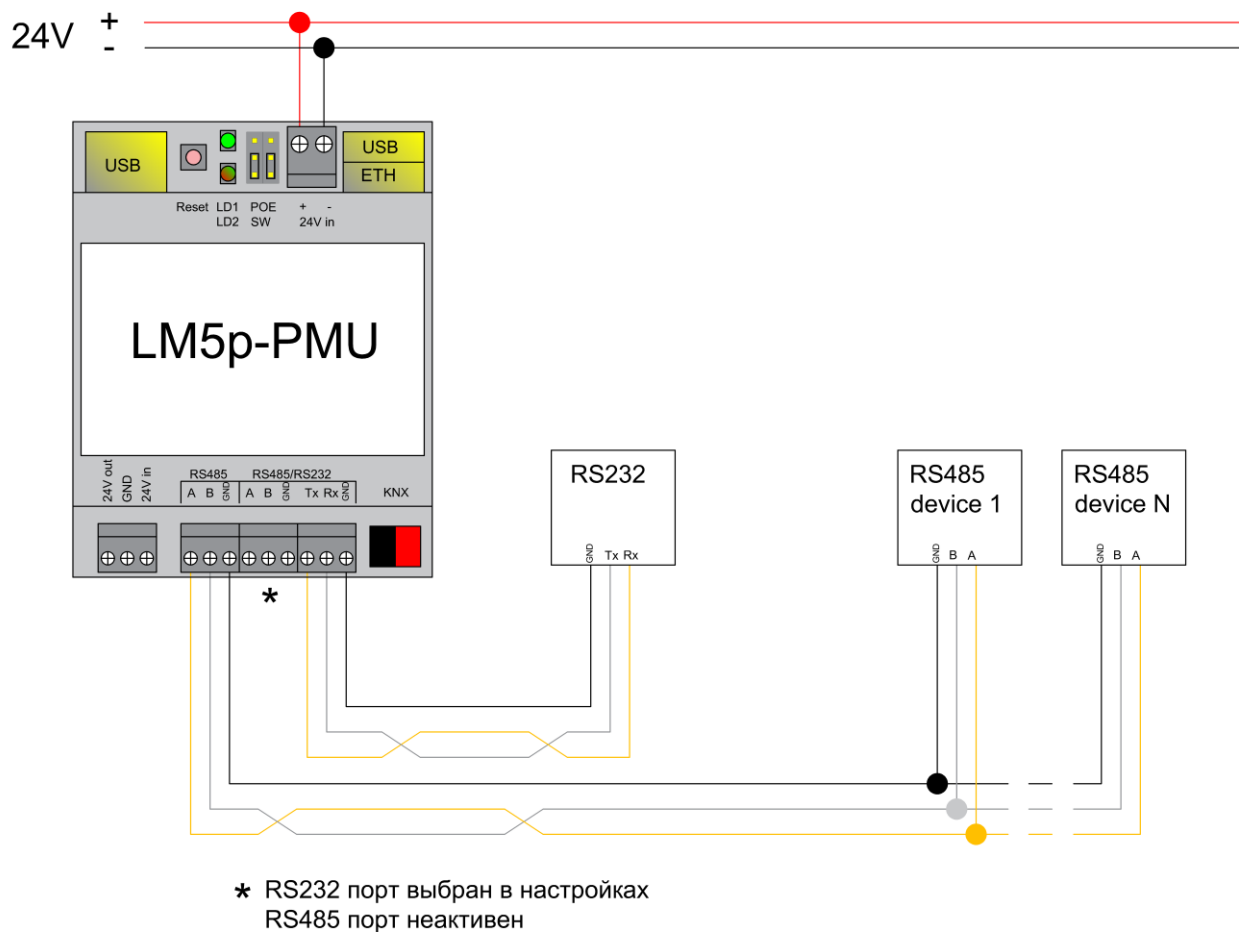 24V + -
USB
USB
ETH
Reset LD1 POE + -
LD2 SW 24V in
LM5p-PMU
24V out
GND
24V in
RS485 RS485/RS232
A B GND A B GND Tx Rx GND KNX
*
RS232
GND Tx Rx
RS485
device 1
GND B A
RS485
device N
GND B A
* RS232 порт выбран в настройках
RS485 порт неактивен